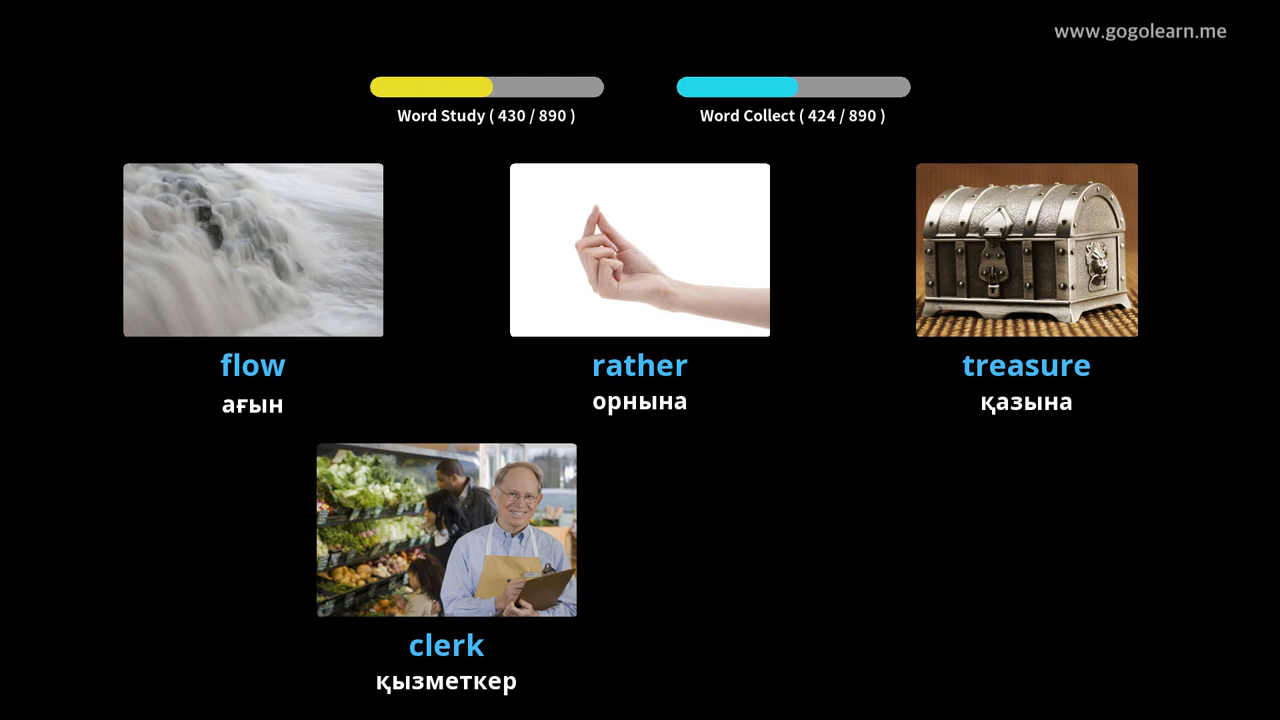 www.gogolearn.me
Word Study ( 430 / 890 )
Word Collect ( 424 / 890 )
flow
ағын
rather
орнына
treasure
қазына
clerk
қызметкер